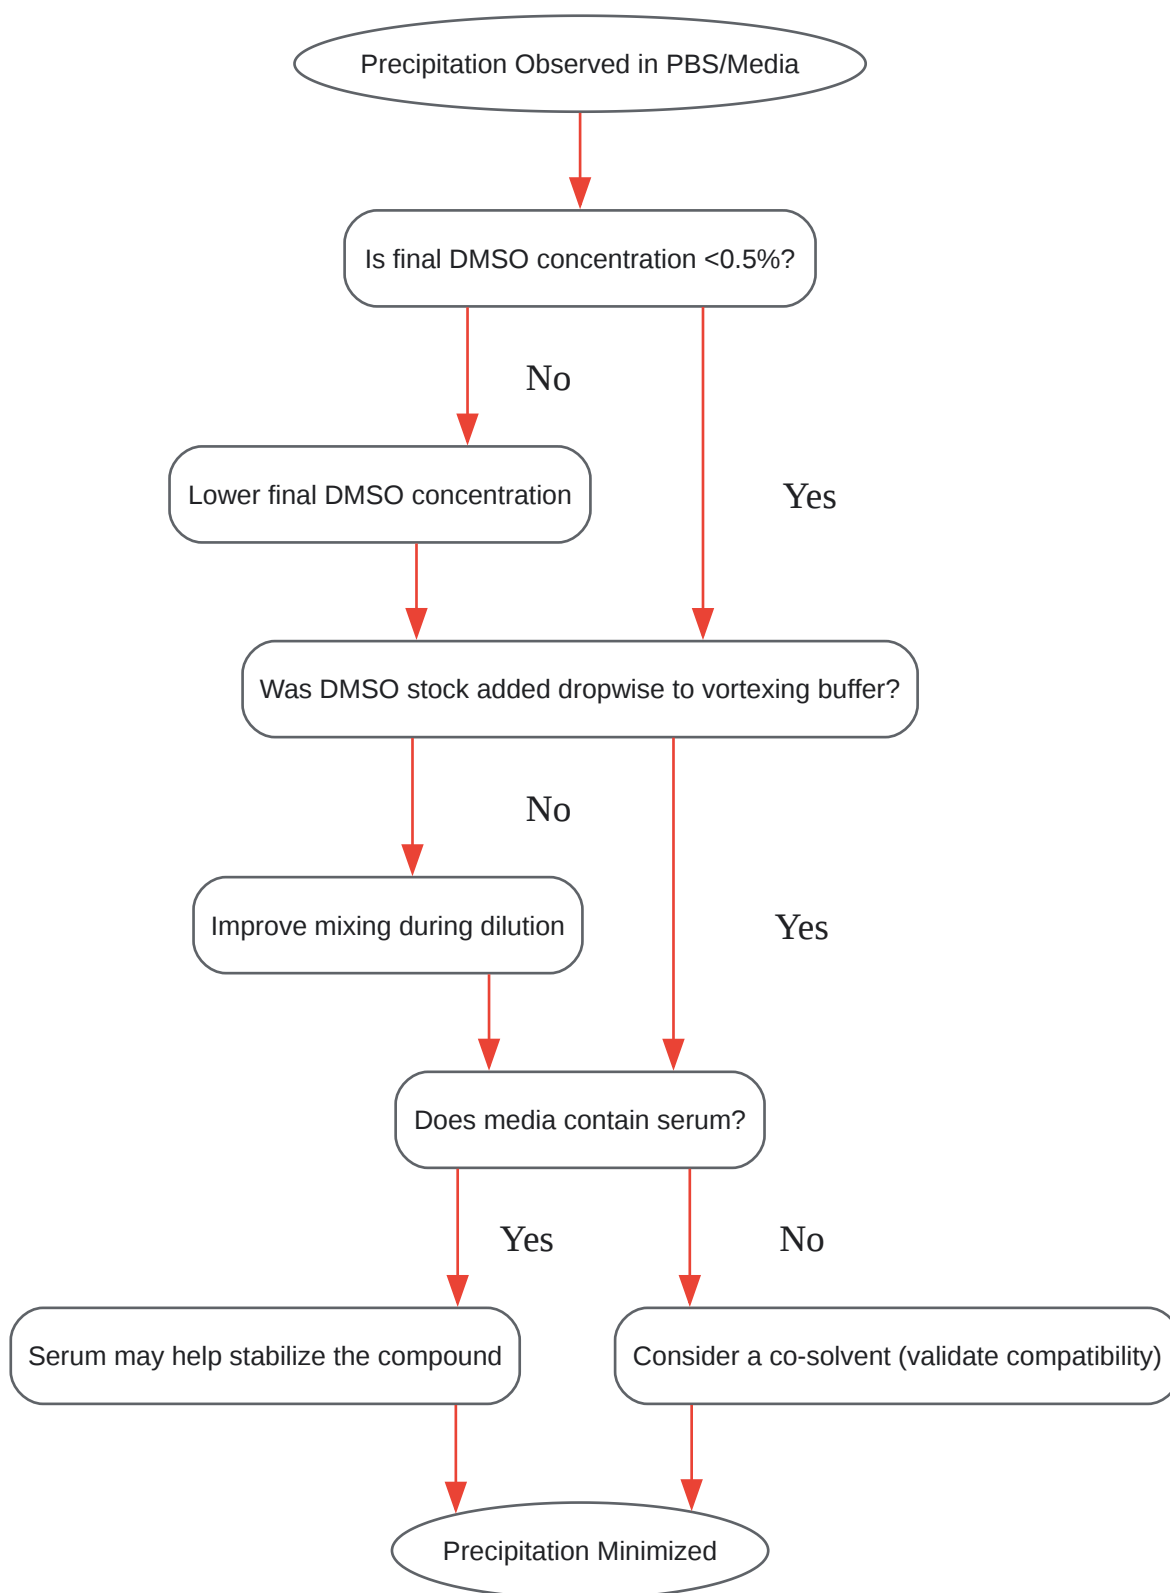 Precipitation Observed in PBS/Media
Is final DMSO concentration <0.5%?
No
Lower final DMSO concentration
Yes
Was DMSO stock added dropwise to vortexing buffer?
No
Improve mixing during dilution
Yes
Does media contain serum?
Yes
No
Serum may help stabilize the compound
Consider a co-solvent (validate compatibility)
Precipitation Minimized